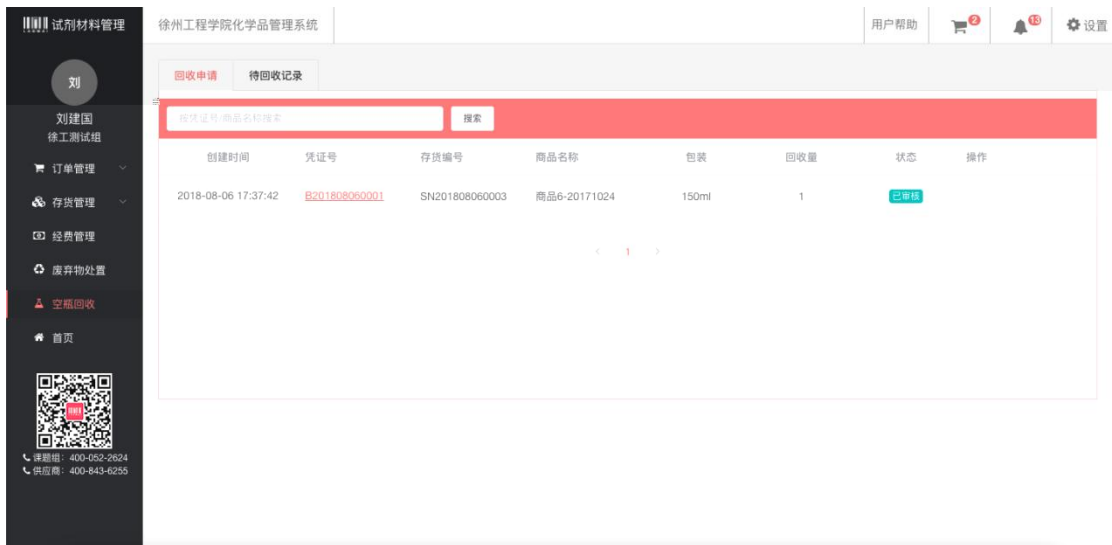 试剂材料管理
徐州工程学院化学品管理系统
用户帮助
2
13
设置
刘
刘建国
徐工测试组
订单管理
存货管理
经费管理
废弃物处置
空瓶回收
首页
课题组：400-052-2624
供应商：400-843-6255
回收申请 待回收记录
按凭证号/商品名称搜索 搜索
创建时间 凭证号 存货编号 商品名称 包装 回收量 状态 操作
2018-08-06 17:37:42 B201808060001 SN201808060003 商品6-20171024 150ml 1 已审核
< 1 >